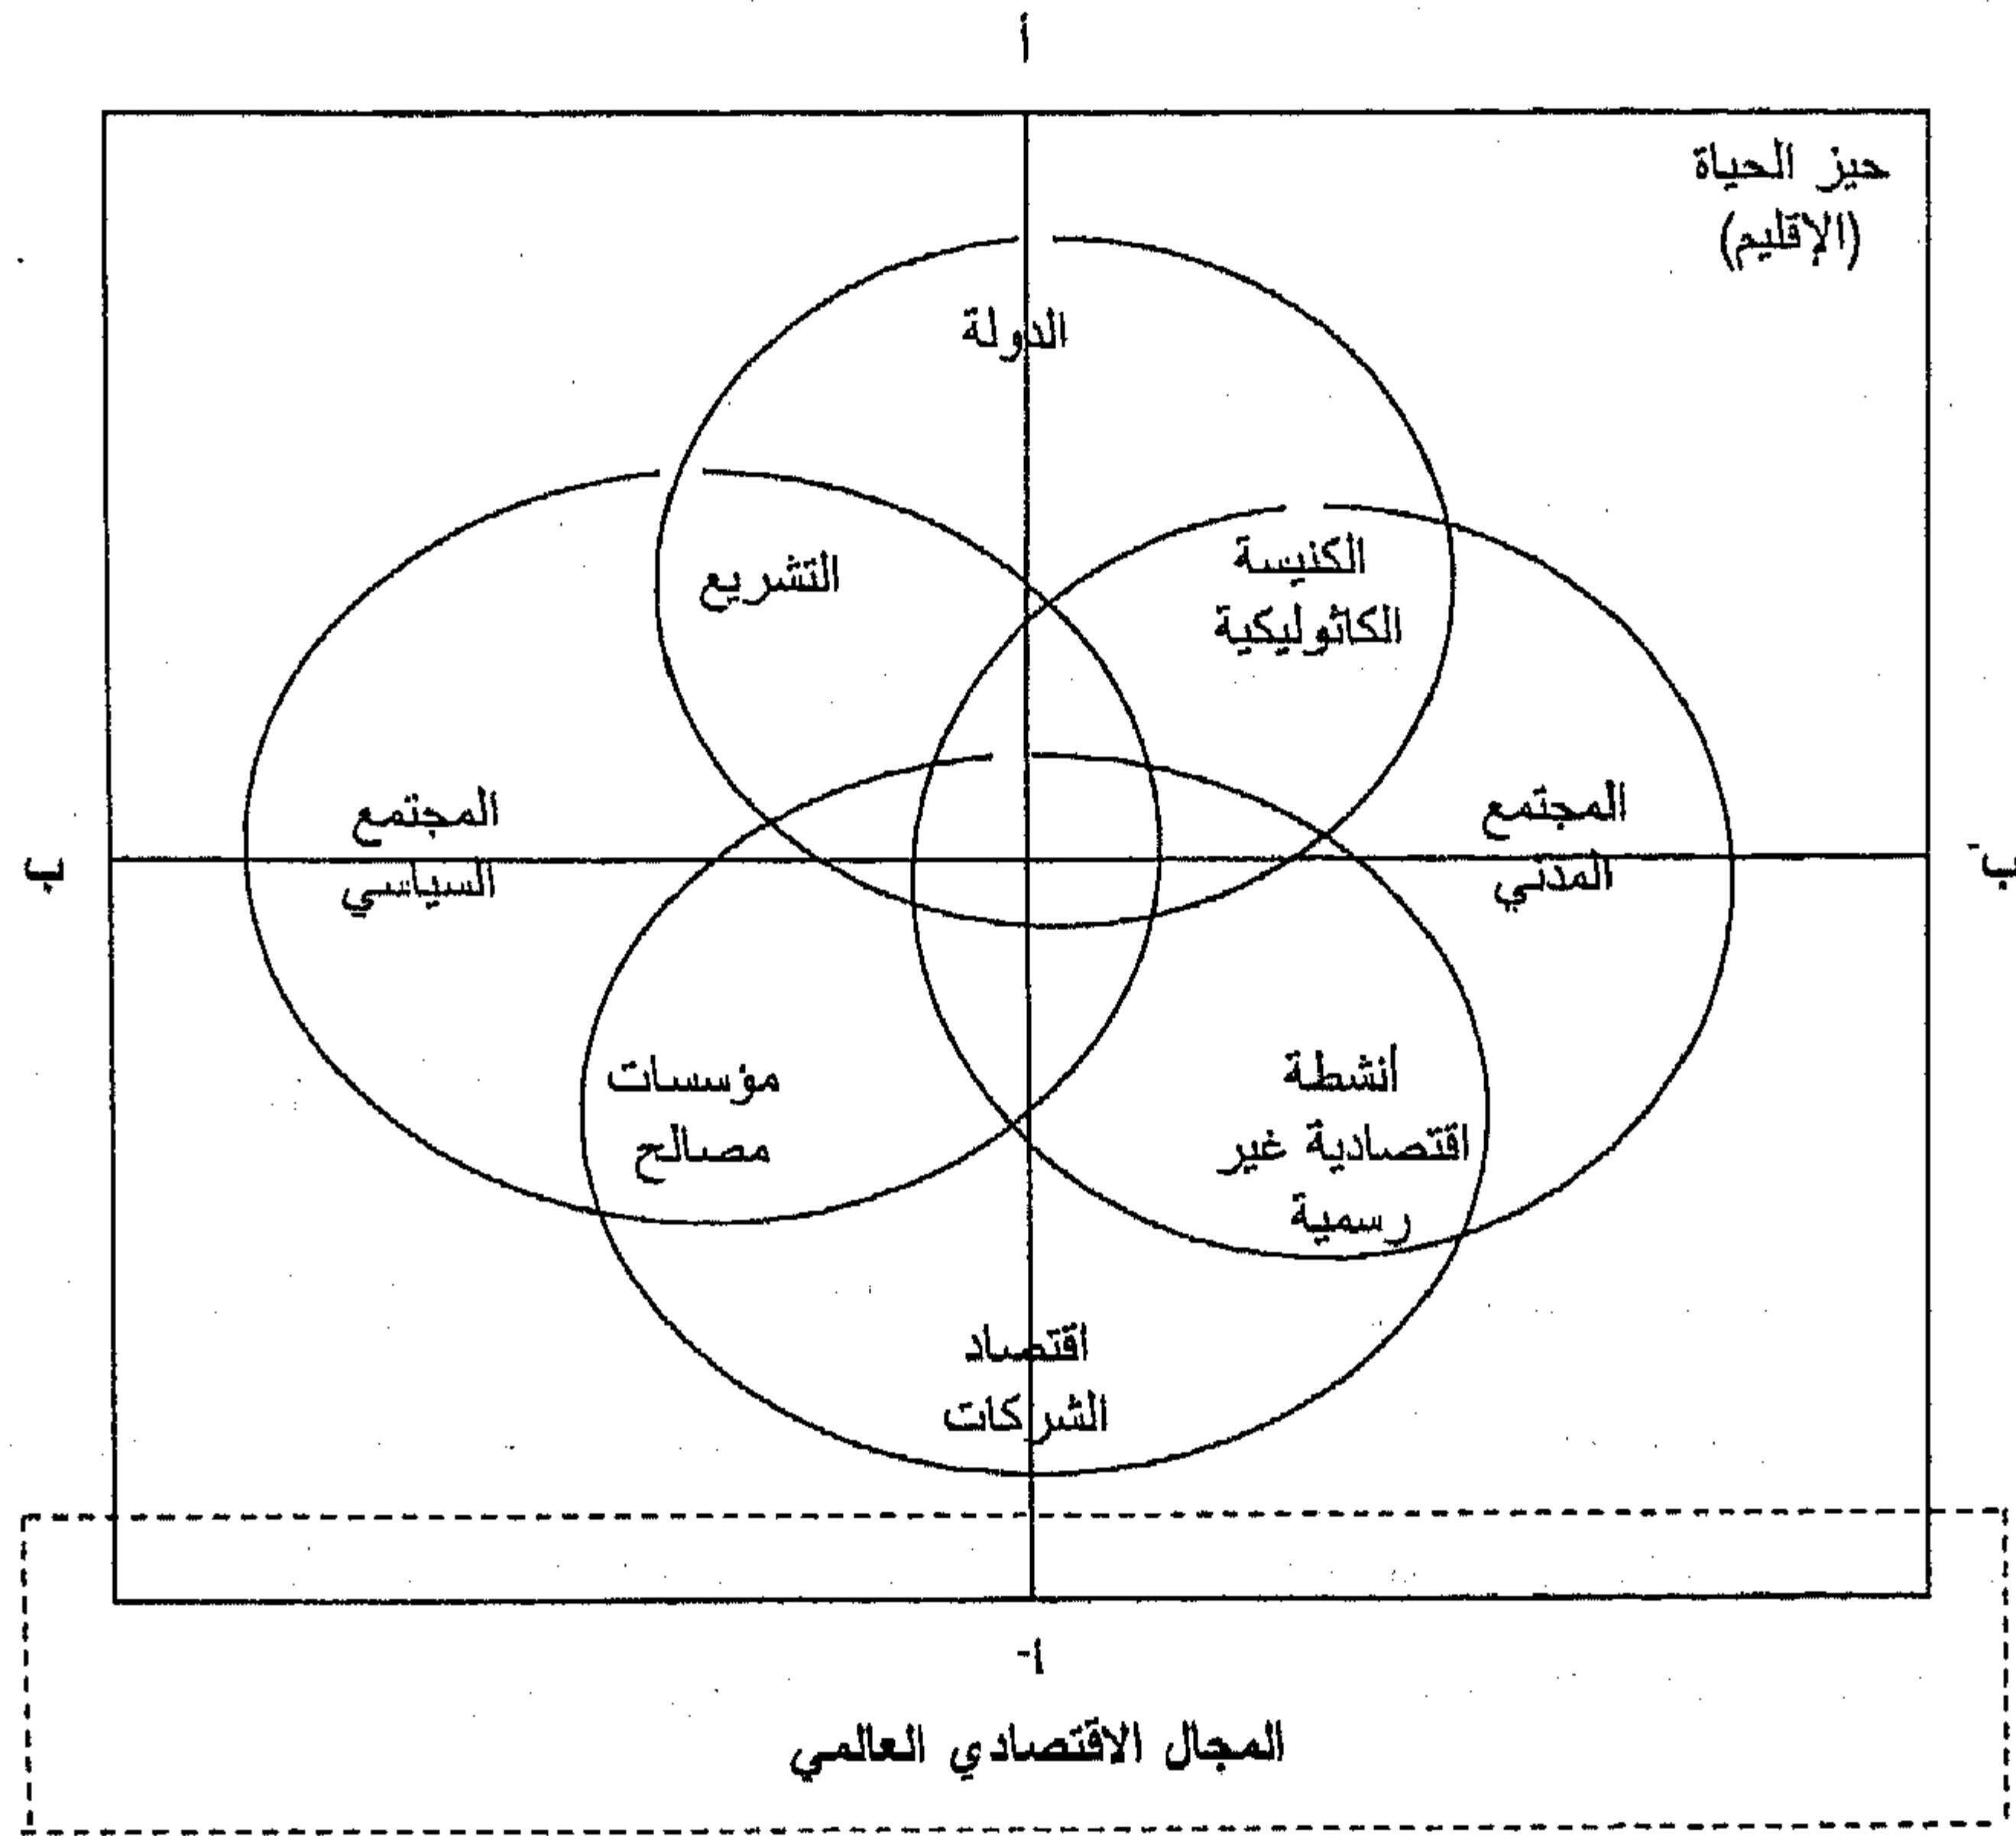 أ
حيز الحياة
(الإقليم)
الدولة
الكنيسة
الكاثوليكية
التشريع
المجتمع
المدني
المجتمع
السياسي
بَ
ب
أنشطة
اقتصادية غير
رسمية
مؤسسات
مصالح
اقتصاد
الشركات
أ-
المجال الاقتصادي العالمي